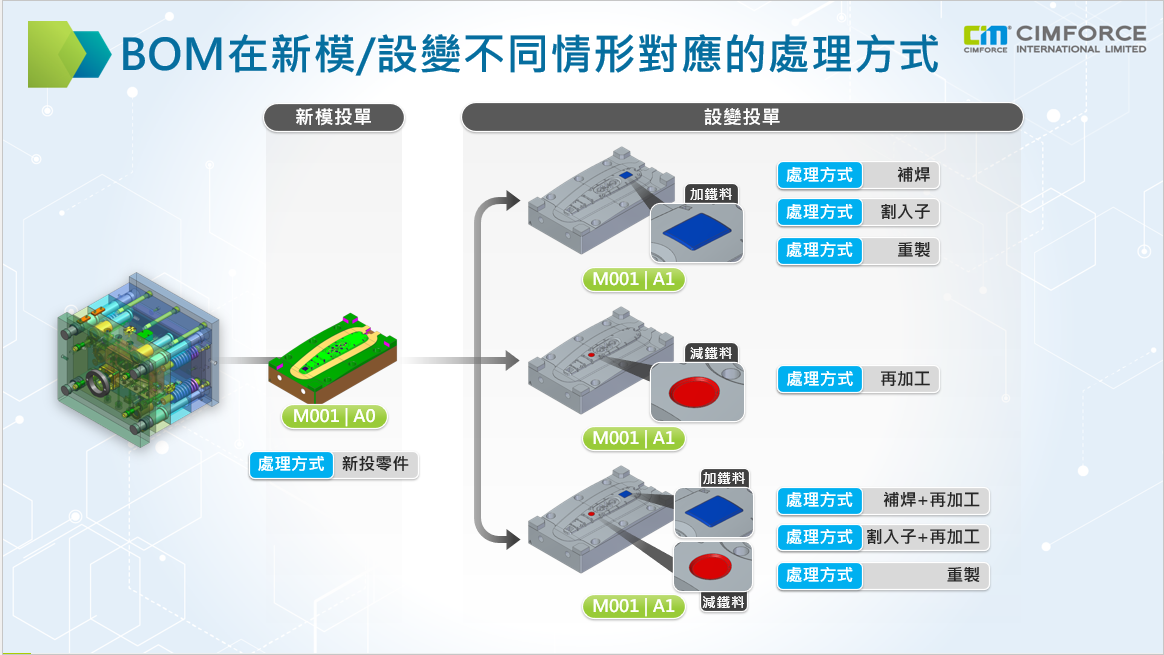 BOM在新模/設變不同情形對應的處理方式
CiM CIMFORCE
CIMFORCE INTERNATIONAL LIMITED
新模投單
設變投單
加鐵料
M001 | A1
處理方式 補焊
處理方式 割入子
處理方式 重製
M001 | A0
處理方式 新投零件
減鐵料
M001 | A1
處理方式 再加工
加鐵料
減鐵料
M001 | A1
處理方式 補焊+再加工
處理方式 割入子+再加工
處理方式 重製